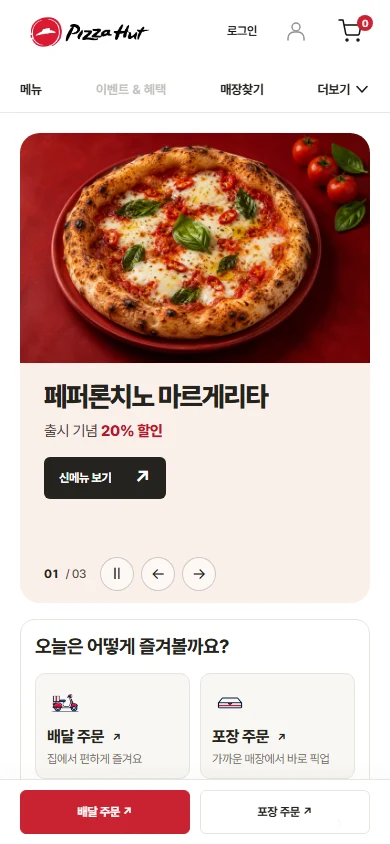 Pizza Hut
로그인
0
메뉴
이벤트 & 혜택
매장찾기
더보기
페퍼론치노 마르게리타
출시 기념 20% 할인
신메뉴 보기
01 / 03
오늘은 어떻게 즐겨볼까요?
배달 주문
집에서 편하게 즐겨요
포장 주문
가까운 매장에서 바로 픽업
배달 주문
포장 주문